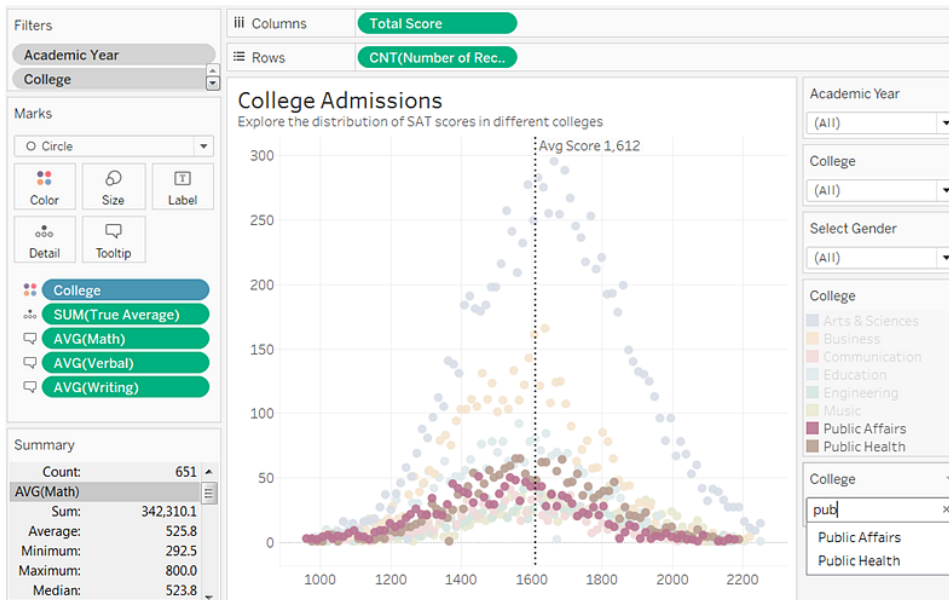 Filters
Academic Year
College
Marks
Circle
Color
Size
Label
Detail
Tooltip
College
SUM(True Average)
AVG(Math)
AVG(Verbal)
AVG(Writing)
Summary
Count: 651
AVG(Math)
Sum: 342,310.1
Average: 525.8
Minimum: 292.5
Maximum: 800.0
Median: 523.8
Columns
Total Score
Rows
CNT(Number of Rec..
College Admissions
Explore the distribution of SAT scores in different colleges
Avg Score 1,612
300
250
200
150
100
50
0
1000 1200 1400 1600 1800 2000 2200
Academic Year
(All)
College
(All)
Select Gender
(All)
College
Arts & Sciences
Business
Communication
Education
Engineering
Music
Public Affairs
Public Health
College
pub
Public Affairs
Public Health